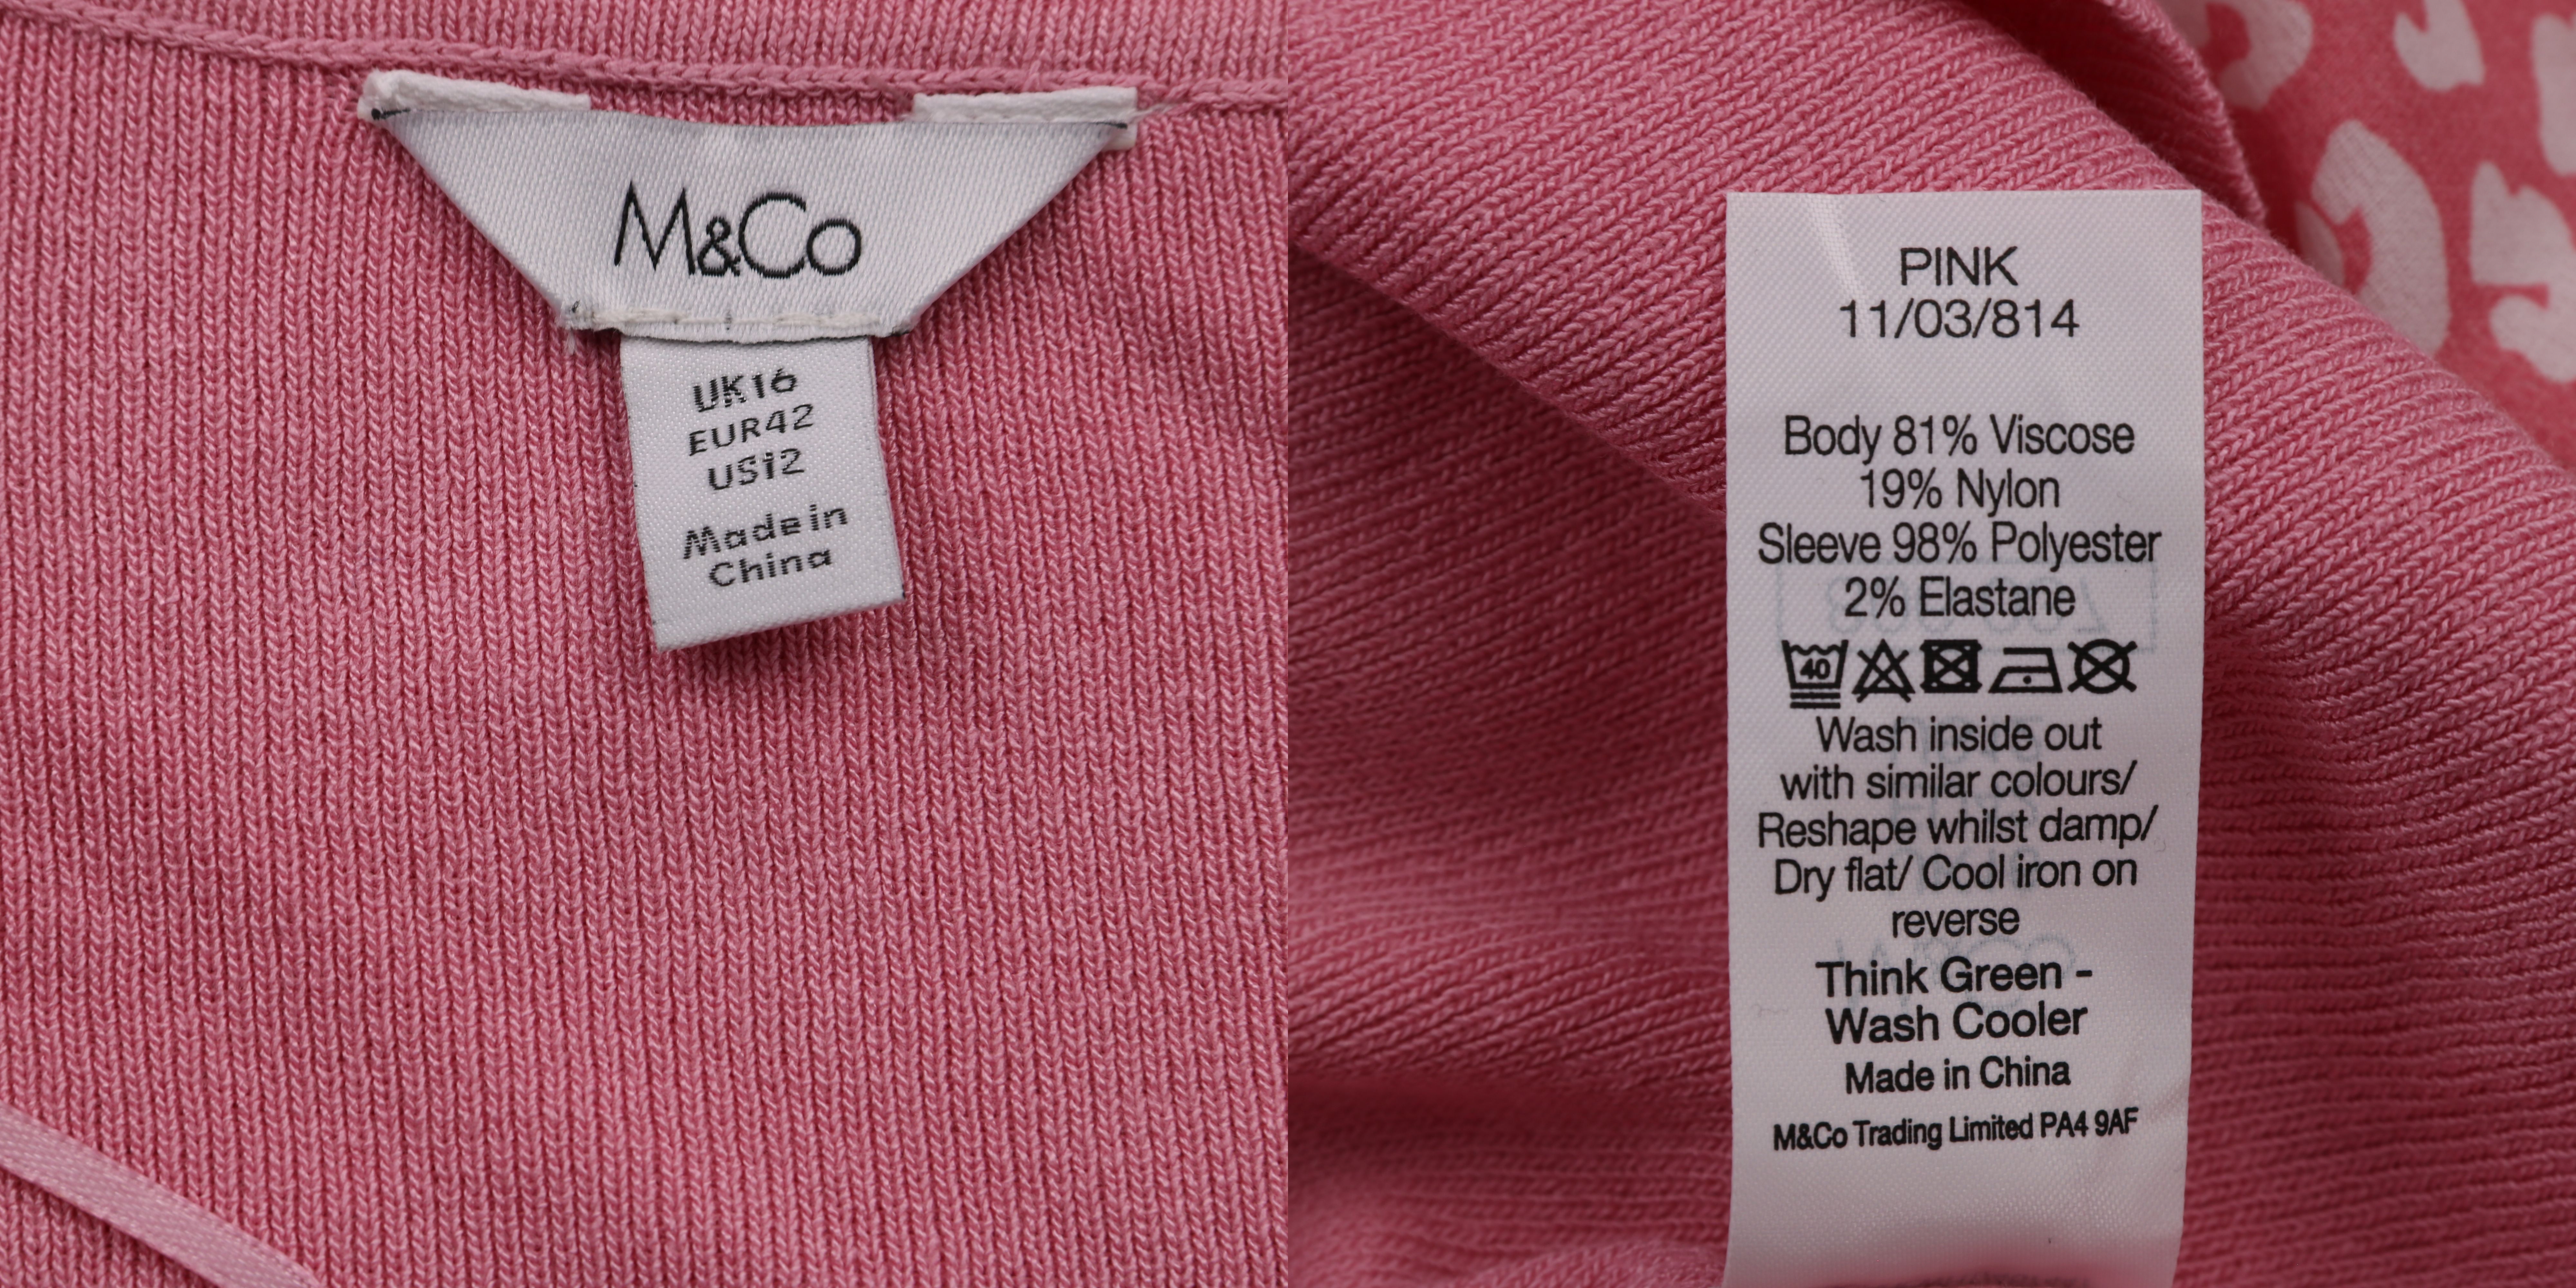 M&Co
UK16
EUR42
US12
Made in
China
PINK
11/03/814
Body 81% Viscose
19% Nylon
Sleeve 98% Polyester
2% Elastane
40
Wash inside out
with similar colours/
Reshape whilst damp/
Dry flat/ Cool iron on
reverse
Think Green -
Wash Cooler
Made in China
M&Co Trading Limited PA4 9AF